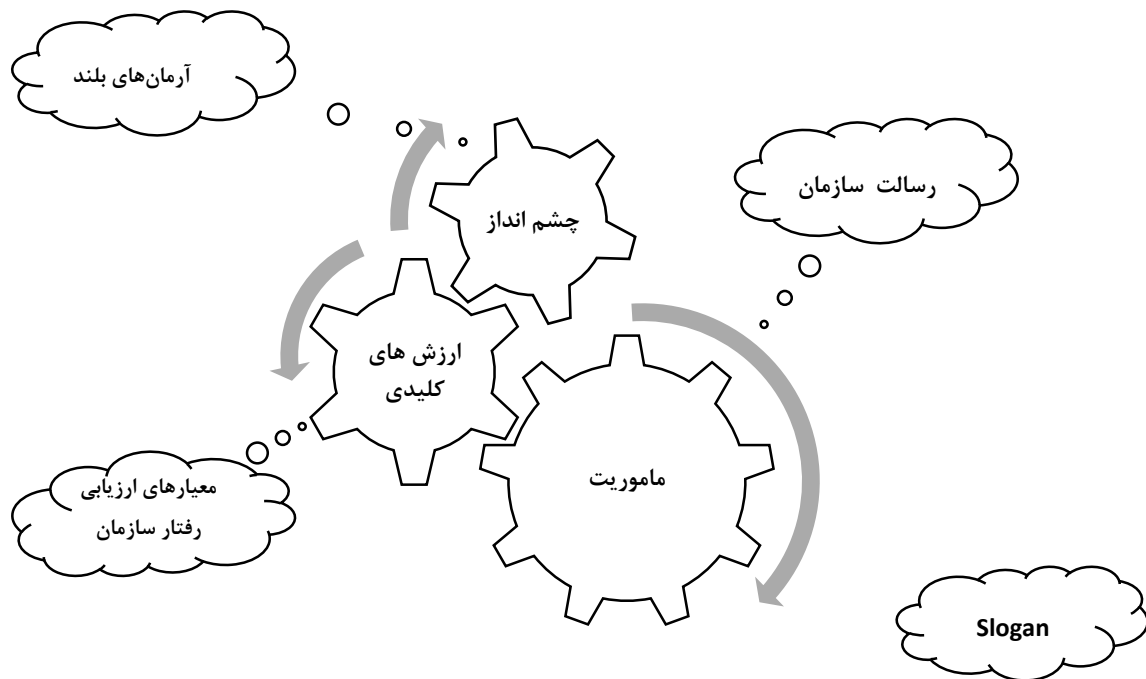 آرمان‌های بلند
رسالت سازمان
چشم انداز
ارزش های
کلیدی
ماموریت
معیارهای ارزیابی
رفتار سازمان
Slogan